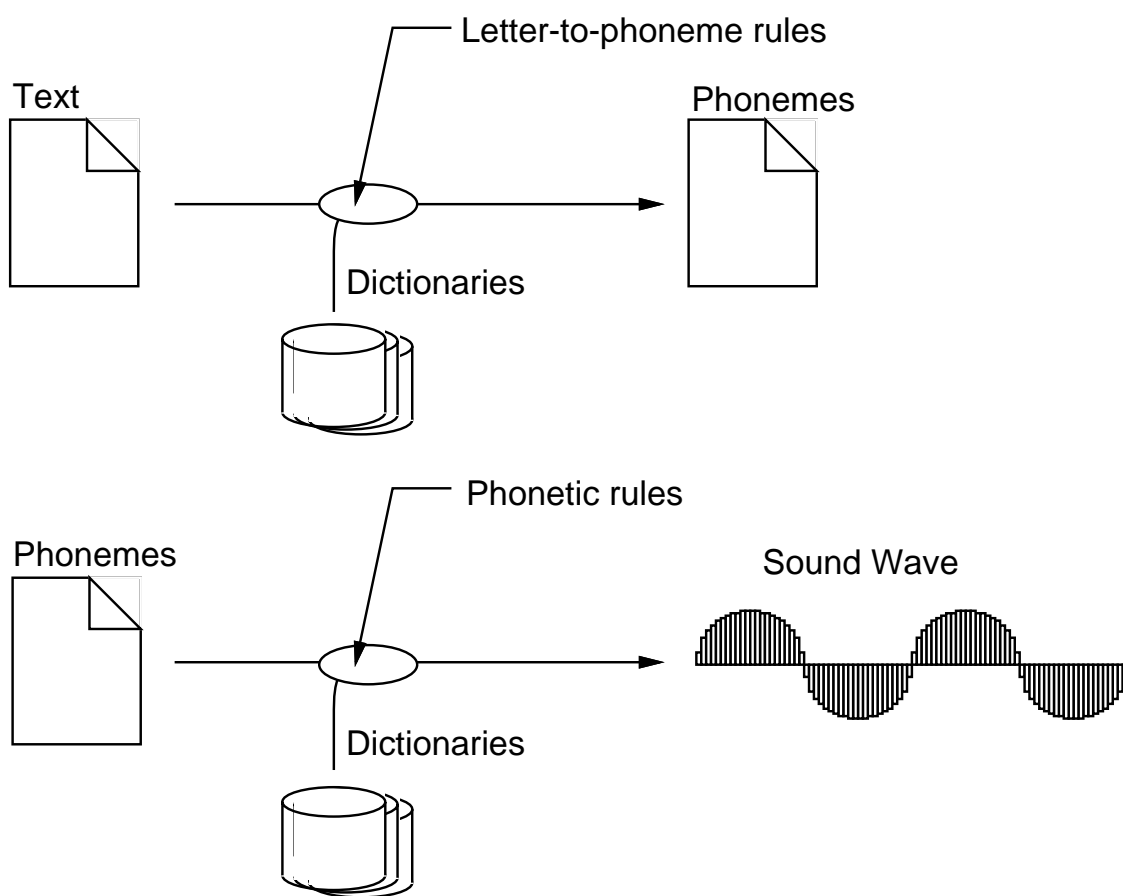 Letter-to-phoneme rules
Text
Phonemes
Dictionaries
Phonetic rules
Phonemes
Sound Wave
Dictionaries